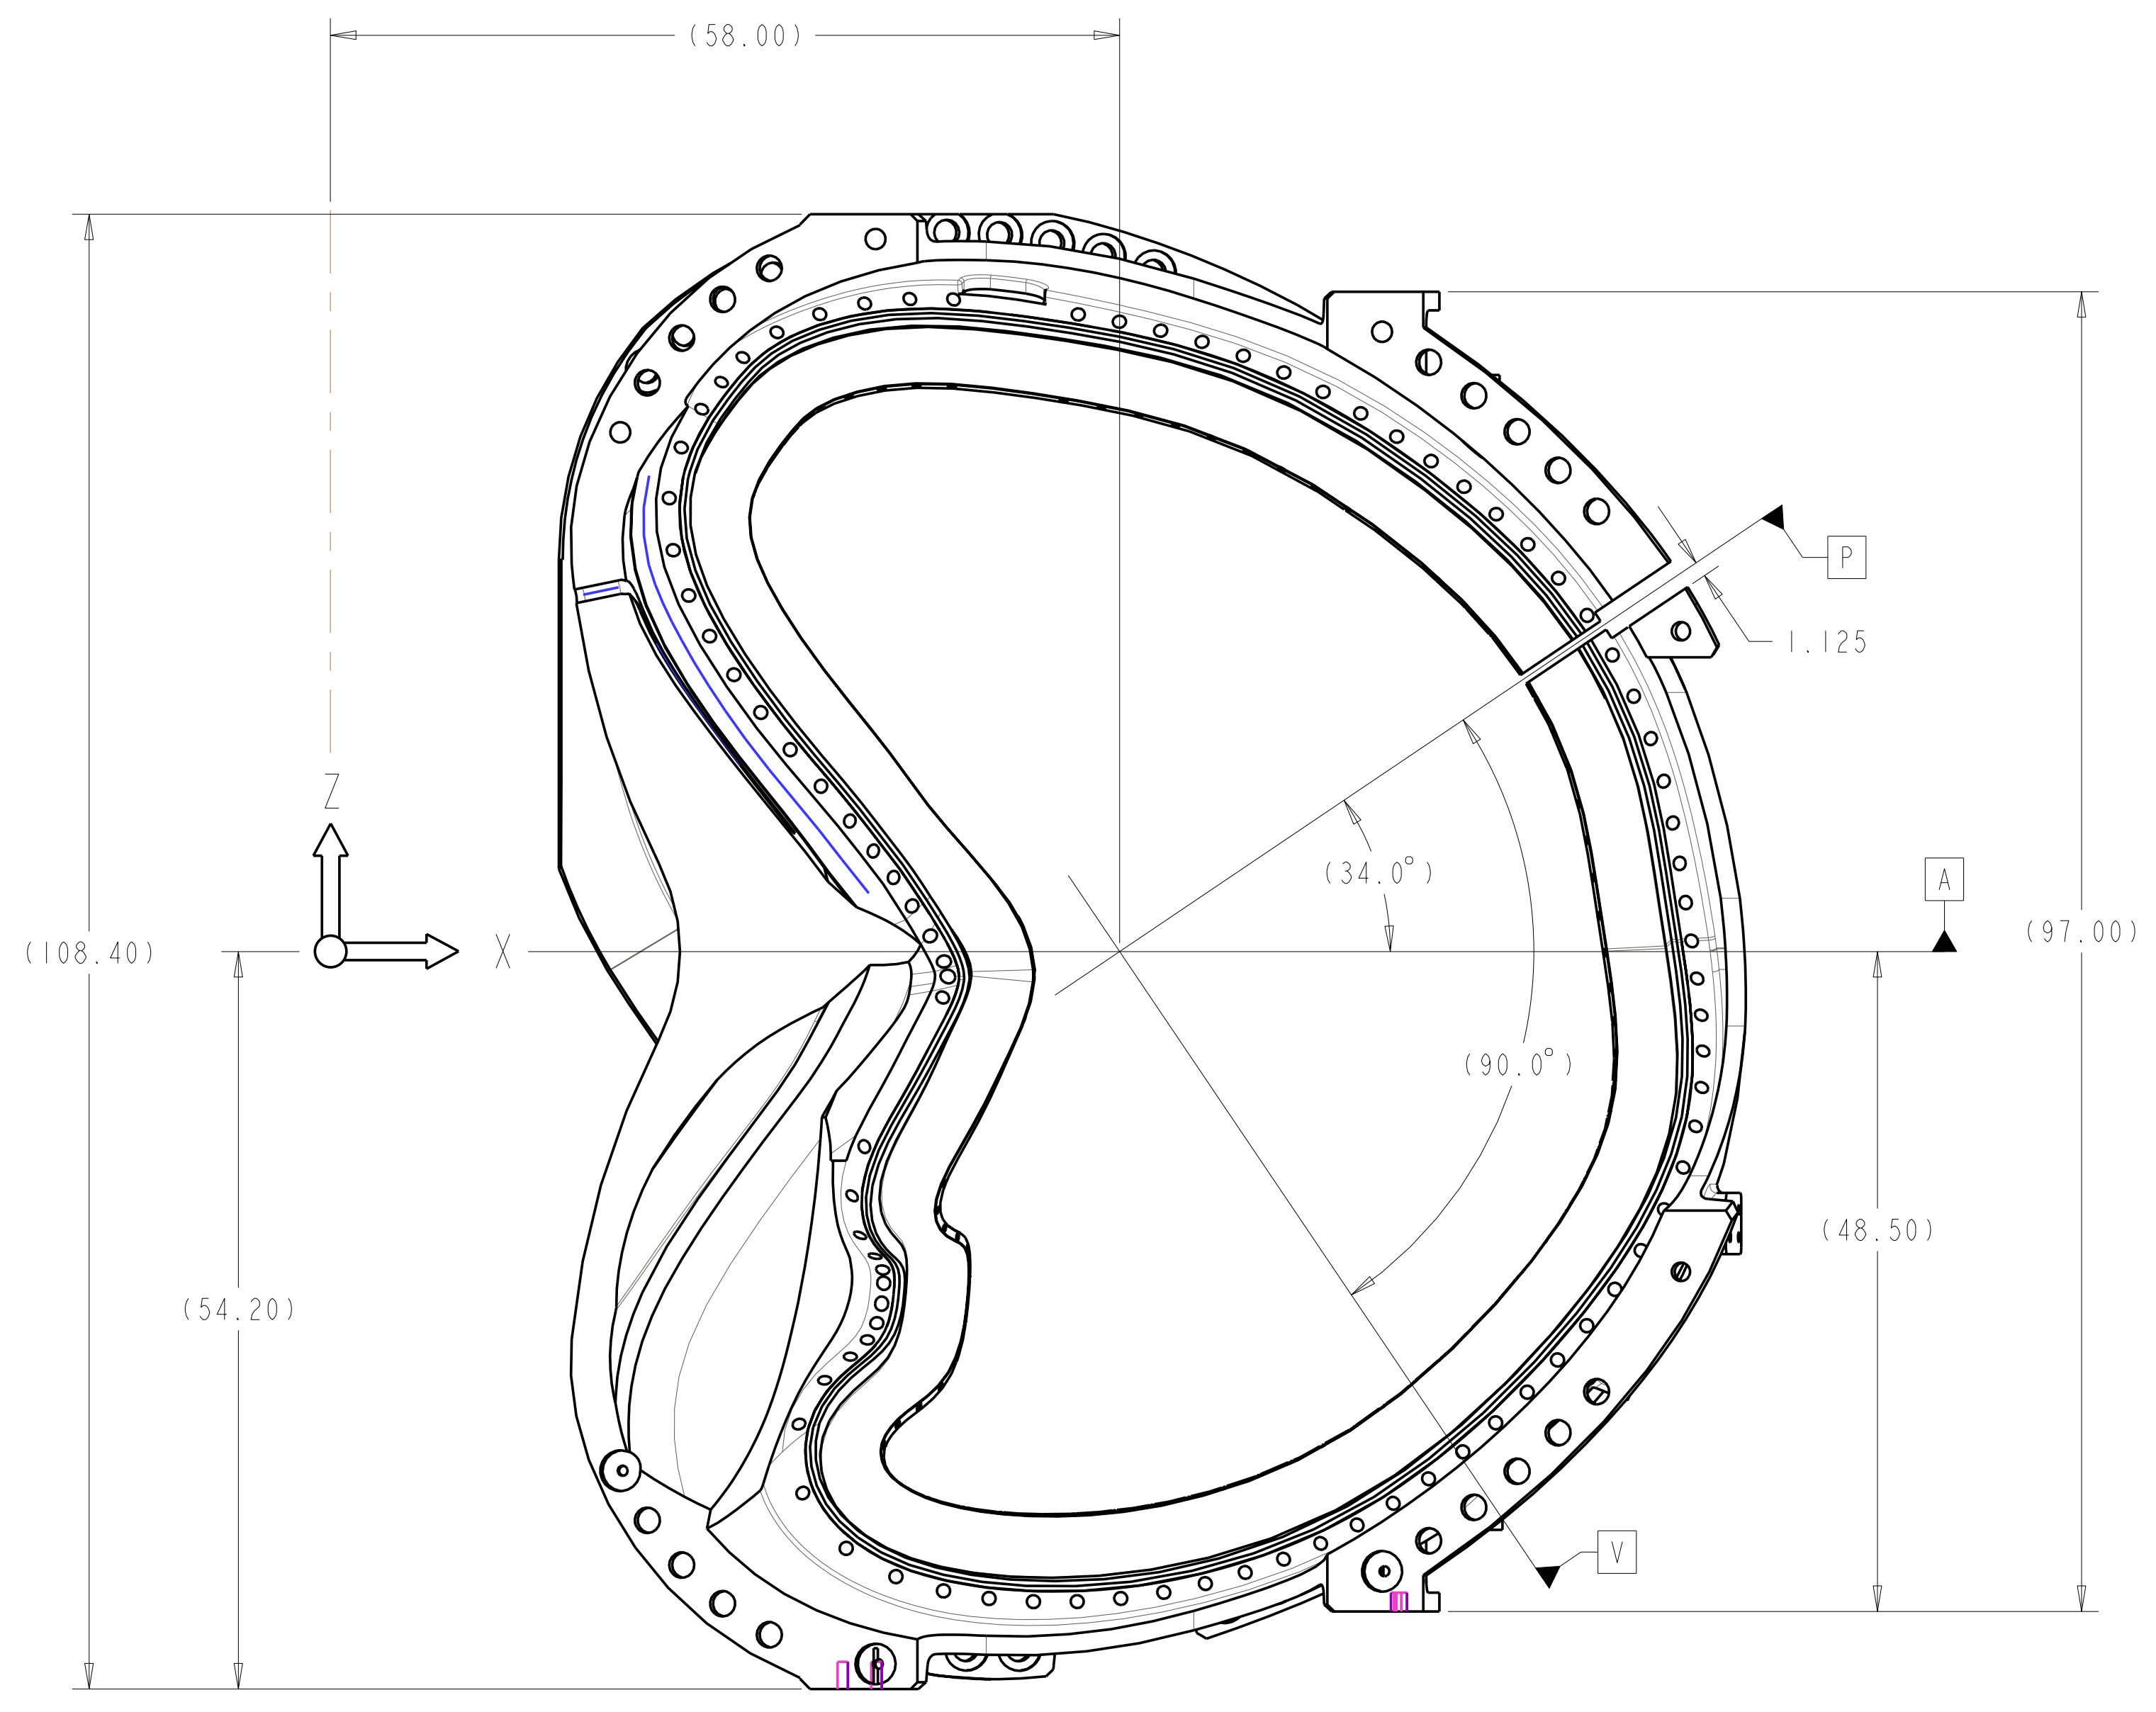 (58.00)
P
1.125
Z
(34.0°)
A
(108.40)
X
(97.00)
(90.0°)
(48.50)
(54.20)
V